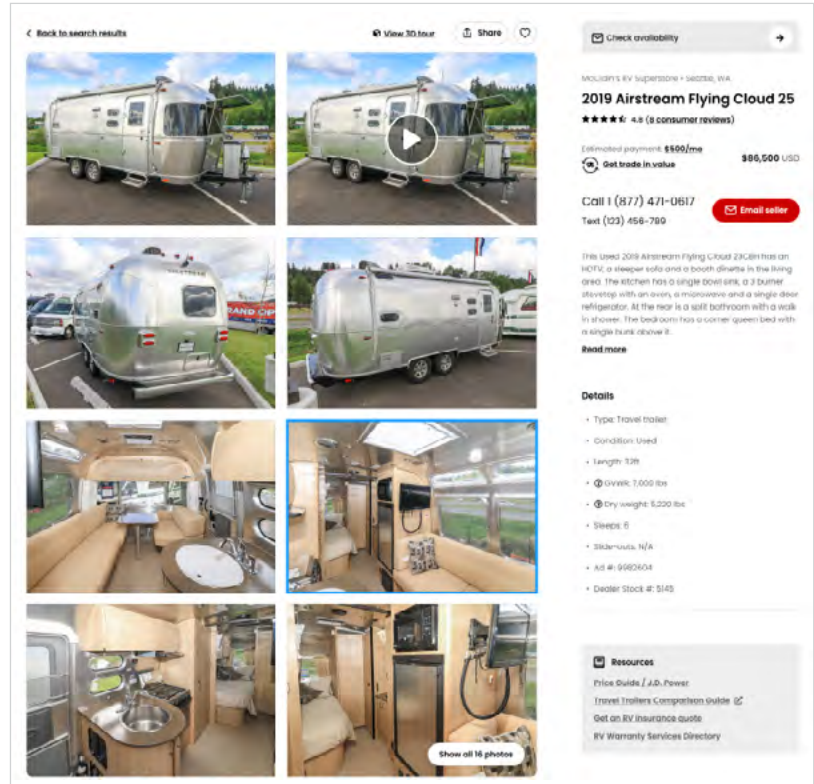 Back to search results
View 3D tour
Share
Check availability
McClain's RV Superstore • Seattle, WA
2019 Airstream Flying Cloud 25
4.8 (8 consumer reviews)
Estimated payment: $500/mo
Get trade in value
$86,500 USD
Call 1 (877) 471-0617
Text (123) 456-789
Email seller
This Used 2019 Airstream Flying Cloud 23CBH has an
HDTV, a sleeper sofa and a booth dinette in the living
area. The kitchen has a single bowl sink, a 3 burner
stovetop with an oven, a microwave and a single door
refrigerator. At the rear is a split bathroom with a walk
in shower. The bedroom has a corner queen bed with
a single bunk above it.
Read more
Details
• Type: Travel trailer
• Condition: Used
• Length:
• GVWR: 7,000 lbs
• Dry weight: 5,200 lbs
• Sleeps: 6
• Slide-outs: N/A
• Ad #: 9982604
• Dealer Stock #: 5145
Resources
Price Guide / J.D. Power
Travel Trailers Comparison Guide
Get an RV insurance quote
RV Warranty Services Directory
Show all 16 photos